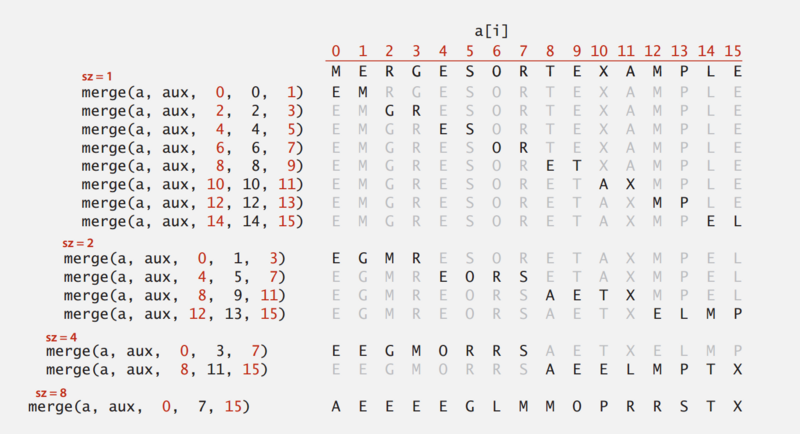 a[i]
0 1 2 3 4 5 6 7 8 9 10 11 12 13 14 15
sz = 1 M E R G E S O R T E X A M P L E
merge(a, aux, 0, 0, 1) E M R G E S O R T E X A M P L E
merge(a, aux, 2, 2, 3) E M G R E S O R T E X A M P L E
merge(a, aux, 4, 4, 5) E M G R E S O R T E X A M P L E
merge(a, aux, 6, 6, 7) E M G R E S O R T E X A M P L E
merge(a, aux, 8, 8, 9) E M G R E S O R E T X A M P L E
merge(a, aux, 10, 10, 11) E M G R E S O R E T A X M P L E
merge(a, aux, 12, 12, 13) E M G R E S O R E T A X M P L E
merge(a, aux, 14, 14, 15) E M G R E S O R E T A X M P E L
sz = 2
merge(a, aux, 0, 1, 3) E G M R E S O R E T A X M P E L
merge(a, aux, 4, 5, 7) E G M R E O R S E T A X M P E L
merge(a, aux, 8, 9, 11) E G M R E O R S A E T X M P E L
merge(a, aux, 12, 13, 15) E G M R E O R S A E T X E L M P
sz = 4
merge(a, aux, 0, 3, 7) E E G M O R R S A E T X E L M P
merge(a, aux, 8, 11, 15) E E G M O R R S A E E L M P T X
sz = 8
merge(a, aux, 0, 7, 15) A E E E E G L M M O P R R S T X